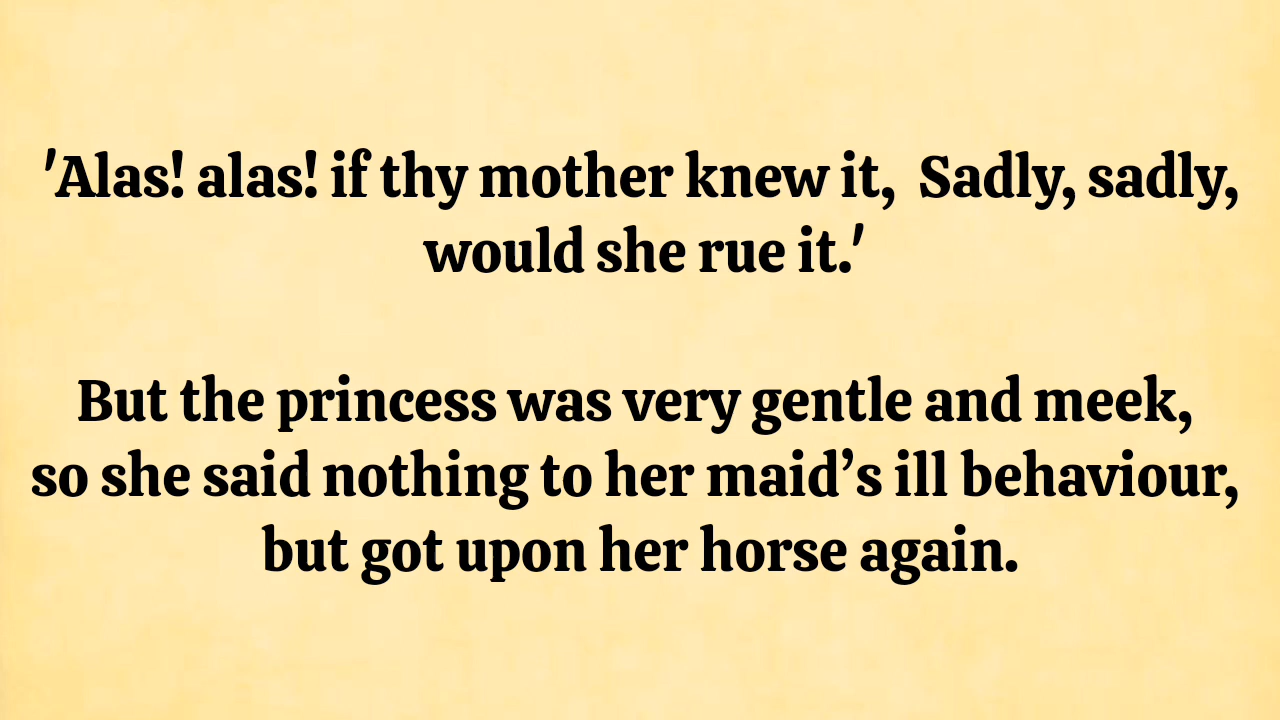 'Alas! alas! if thy mother knew it,  Sadly, sadly,
would she rue it.'
But the princess was very gentle and meek,
so she said nothing to her maid’s ill behaviour,
but got upon her horse again.